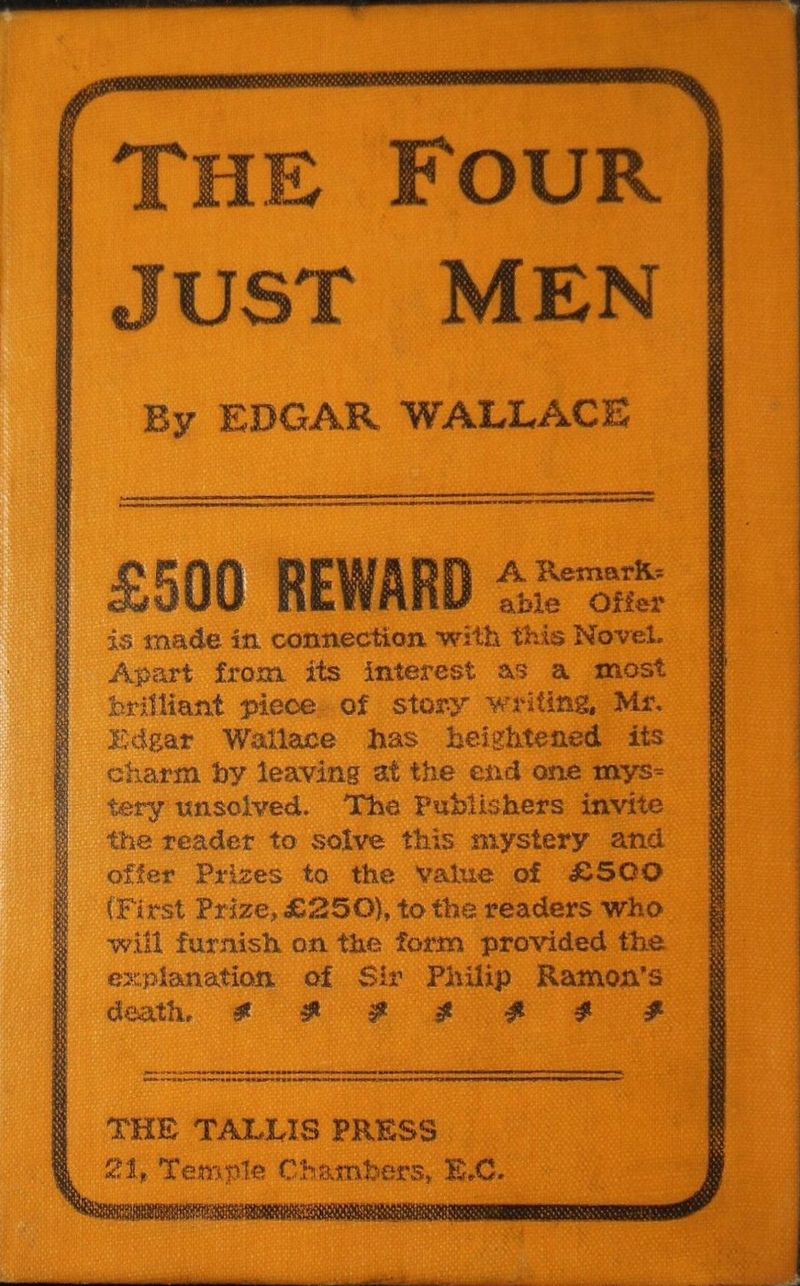 THE FOUR
JUST MEN
By EDGAR WALLACE
£500 REWARD A Remark=
able Offer
is made in connection with this Novel.
Apart from its interest as a most
brilliant piece of story writing, Mr.
Edgar Wallace has heightened its
charm by leaving at the end one mys=
tery unsolved. The Publishers invite
the reader to solve this mystery and
offer Prizes to the value of £500
(First Prize, £250), to the readers who
will furnish on the form provided the
explanation of Sir Philip Ramon's
death.
THE TALLIS PRESS
21, Temple Chambers, E.C.